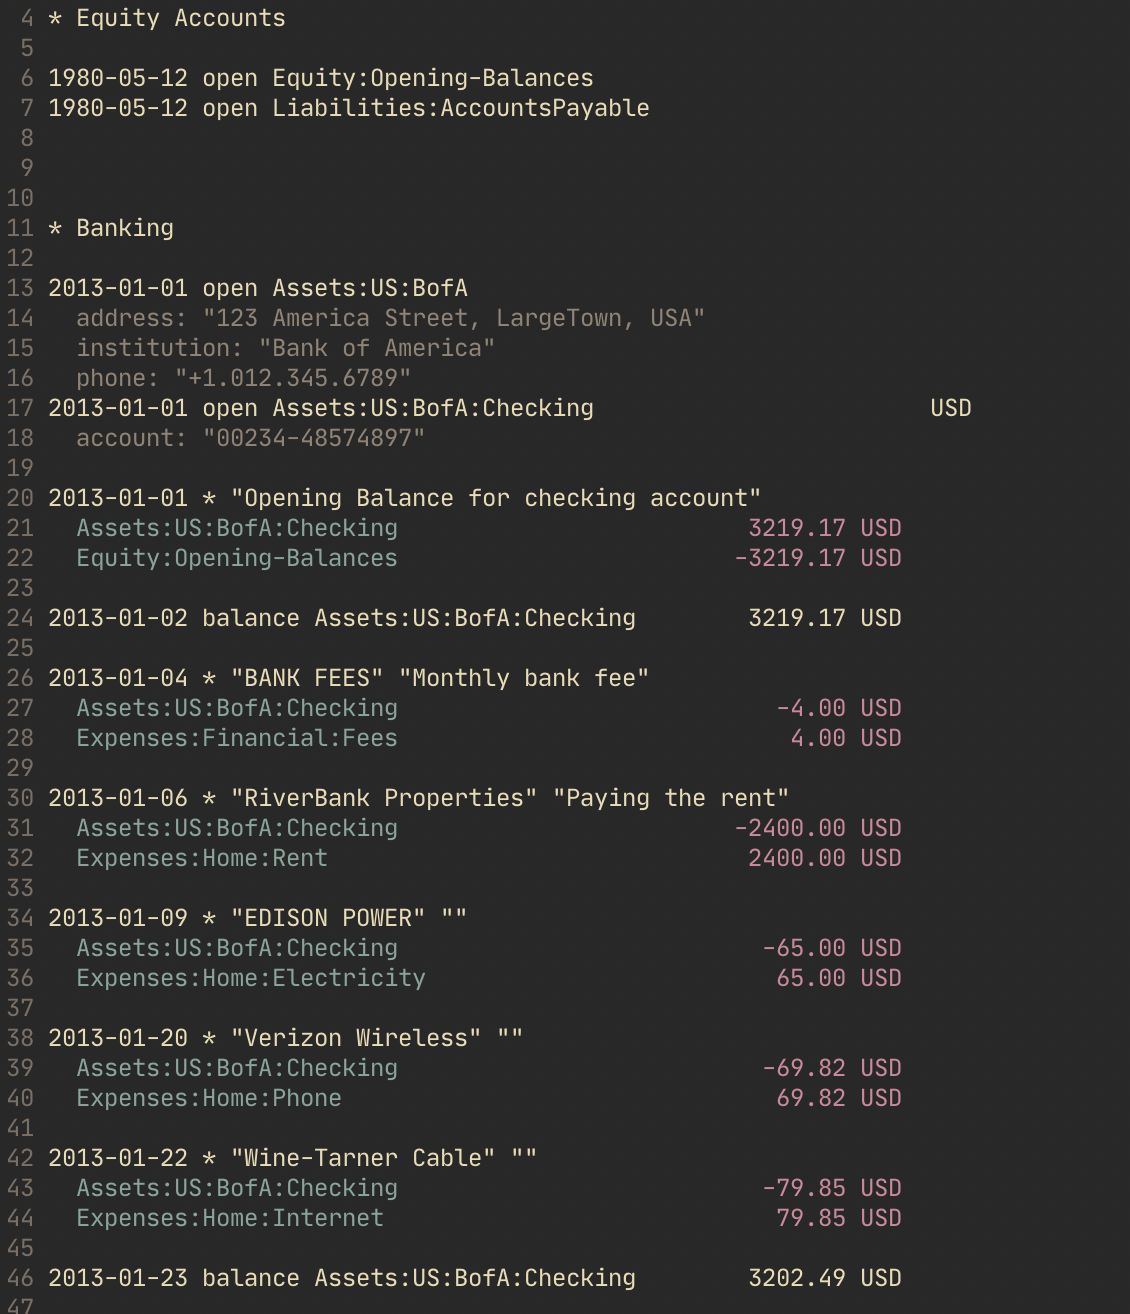 4 * Equity Accounts
5
6 1980-05-12 open Equity:Opening-Balances
7 1980-05-12 open Liabilities:AccountsPayable
8
9
10
11 * Banking
12
13 2013-01-01 open Assets:US:BofA
14   address: "123 America Street, LargeTown, USA"
15   institution: "Bank of America"
16   phone: "+1.012.345.6789"
17 2013-01-01 open Assets:US:BofA:Checking                        USD
18   account: "00234-48574897"
19
20 2013-01-01 * "Opening Balance for checking account"
21   Assets:US:BofA:Checking                         3219.17 USD
22   Equity:Opening-Balances                        -3219.17 USD
23
24 2013-01-02 balance Assets:US:BofA:Checking        3219.17 USD
25
26 2013-01-04 * "BANK FEES" "Monthly bank fee"
27   Assets:US:BofA:Checking                           -4.00 USD
28   Expenses:Financial:Fees                            4.00 USD
29
30 2013-01-06 * "RiverBank Properties" "Paying the rent"
31   Assets:US:BofA:Checking                        -2400.00 USD
32   Expenses:Home:Rent                              2400.00 USD
33
34 2013-01-09 * "EDISON POWER" ""
35   Assets:US:BofA:Checking                          -65.00 USD
36   Expenses:Home:Electricity                         65.00 USD
37
38 2013-01-20 * "Verizon Wireless" ""
39   Assets:US:BofA:Checking                          -69.82 USD
40   Expenses:Home:Phone                               69.82 USD
41
42 2013-01-22 * "Wine-Tarner Cable" ""
43   Assets:US:BofA:Checking                          -79.85 USD
44   Expenses:Home:Internet                            79.85 USD
45
46 2013-01-23 balance Assets:US:BofA:Checking        3202.49 USD
47